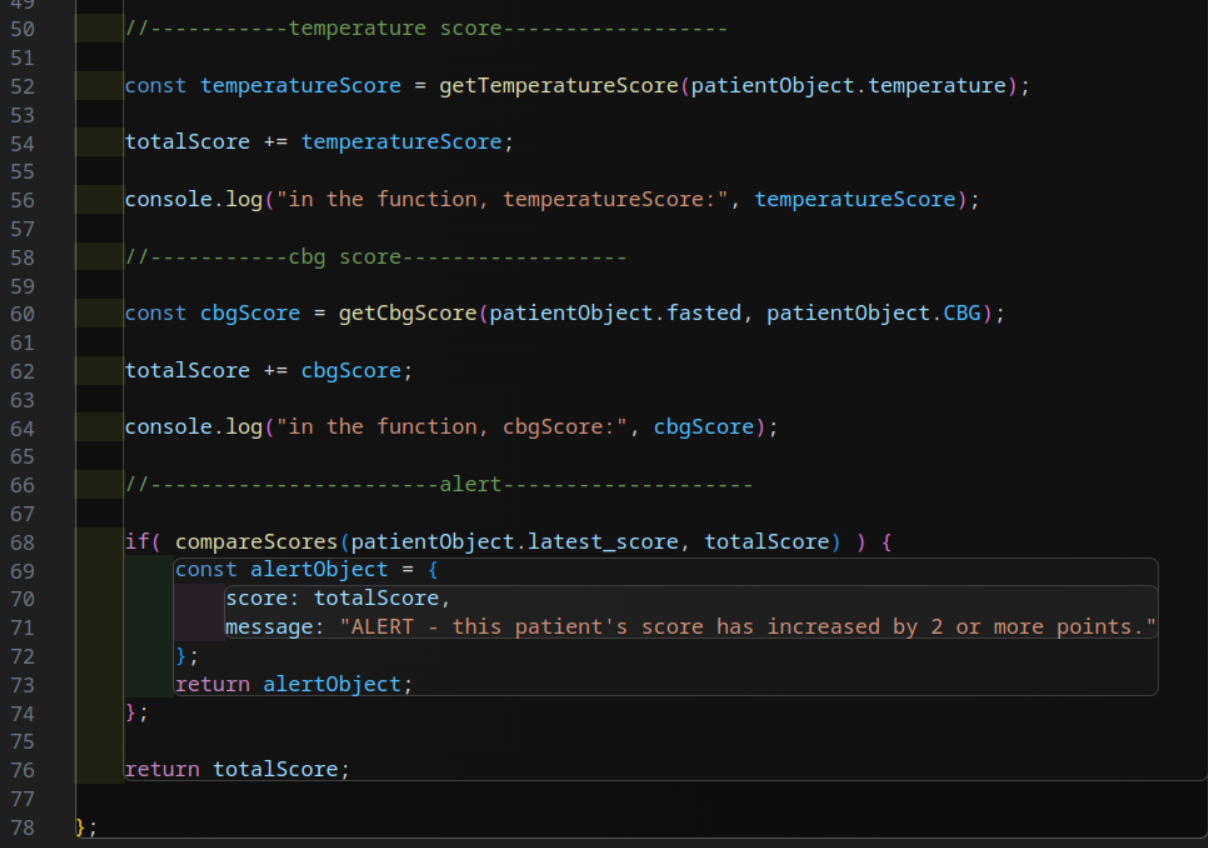 49
50 //-----------temperature score------------------
51
52 const temperatureScore = getTemperatureScore(patientObject.temperature);
53
54 totalScore += temperatureScore;
55
56 console.log("in the function, temperatureScore:", temperatureScore);
57
58 //-----------cbg score------------------
59
60 const cbgScore = getCbgScore(patientObject.fasted, patientObject.CBG);
61
62 totalScore += cbgScore;
63
64 console.log("in the function, cbgScore:", cbgScore);
65
66 //-----------------------alert--------------------
67
68 if( compareScores(patientObject.latest_score, totalScore) ) {
69 const alertObject = {
70 score: totalScore,
71 message: "ALERT - this patient's score has increased by 2 or more points."
72 };
73 return alertObject;
74 };
75
76 return totalScore;
77
78 };